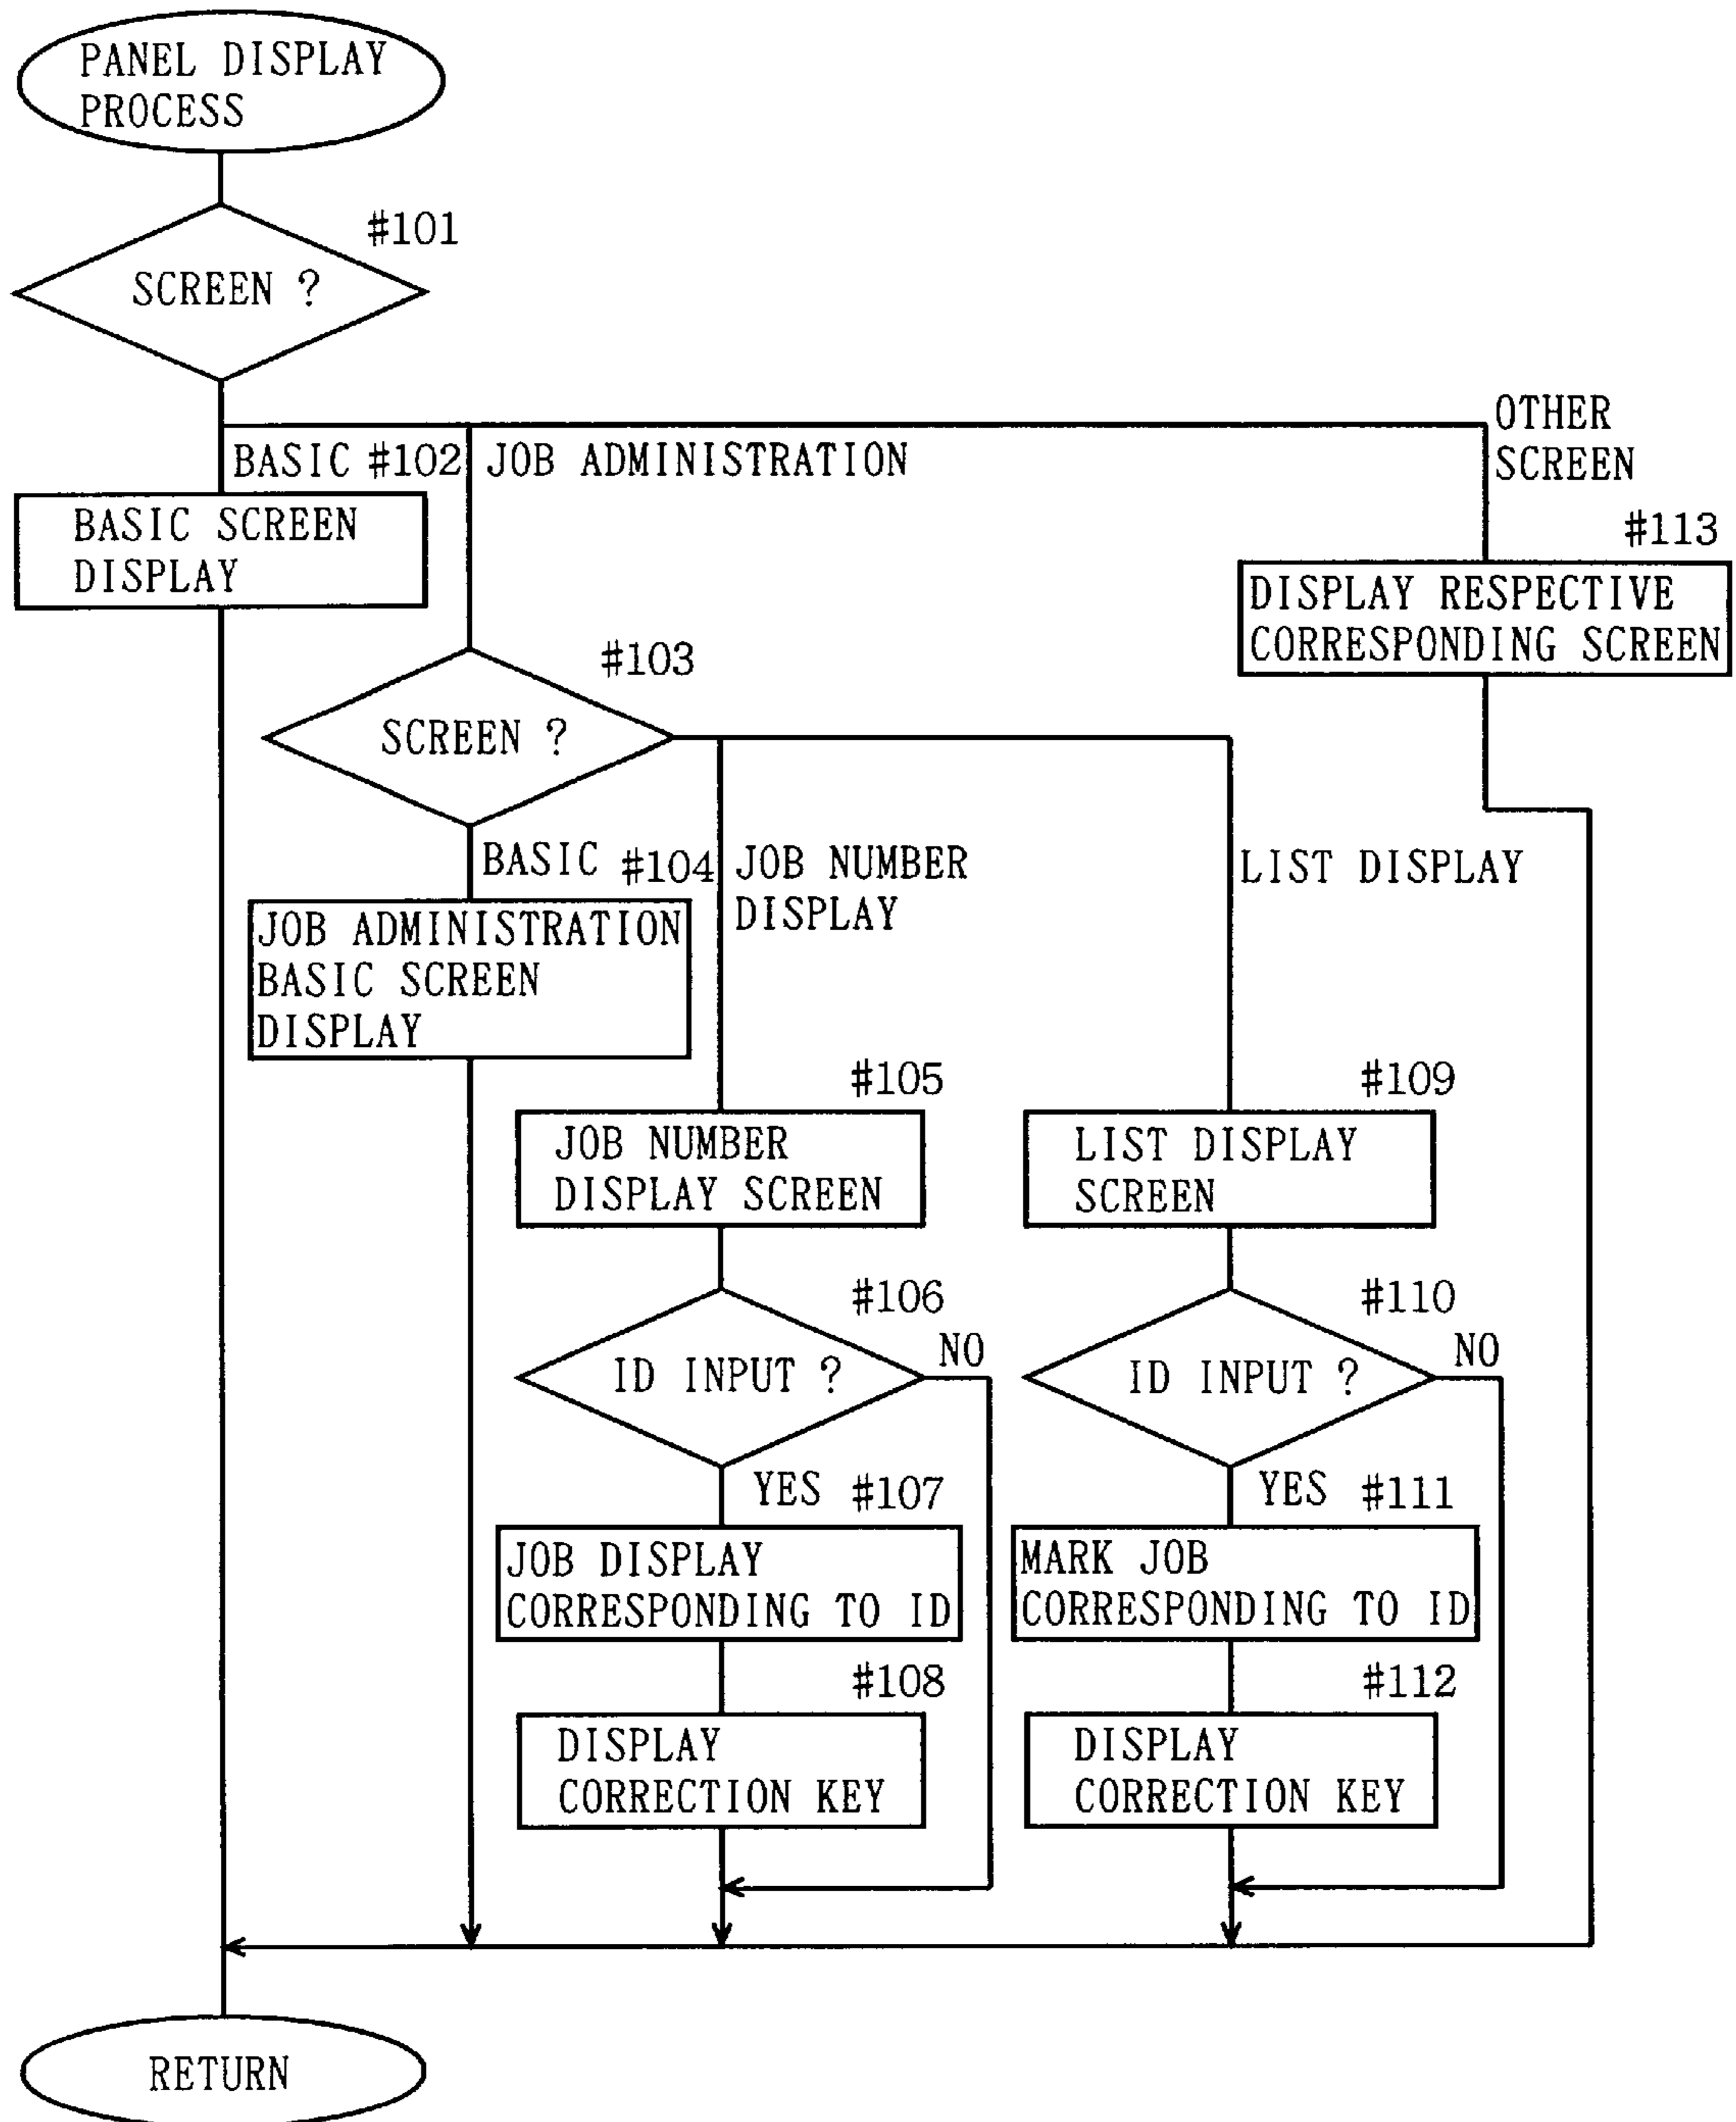 PANEL DISPLAY
PROCESS
#101
SCREEN ?
OTHER
SCREEN
BASIC #102
JOB ADMINISTRATION
BASIC SCREEN
DISPLAY
#113
DISPLAY RESPECTIVE
CORRESPONDING SCREEN
#103
SCREEN ?
BASIC #104
JOB NUMBER
DISPLAY
LIST DISPLAY
JOB ADMINISTRATION
BASIC SCREEN
DISPLAY
#105
JOB NUMBER
DISPLAY SCREEN
#109
LIST DISPLAY
SCREEN
#106
ID INPUT ?
NO
#110
ID INPUT ?
NO
YES #107
JOB DISPLAY
CORRESPONDING TO ID
YES #111
MARK JOB
CORRESPONDING TO ID
#108
DISPLAY
CORRECTION KEY
#112
DISPLAY
CORRECTION KEY
RETURN